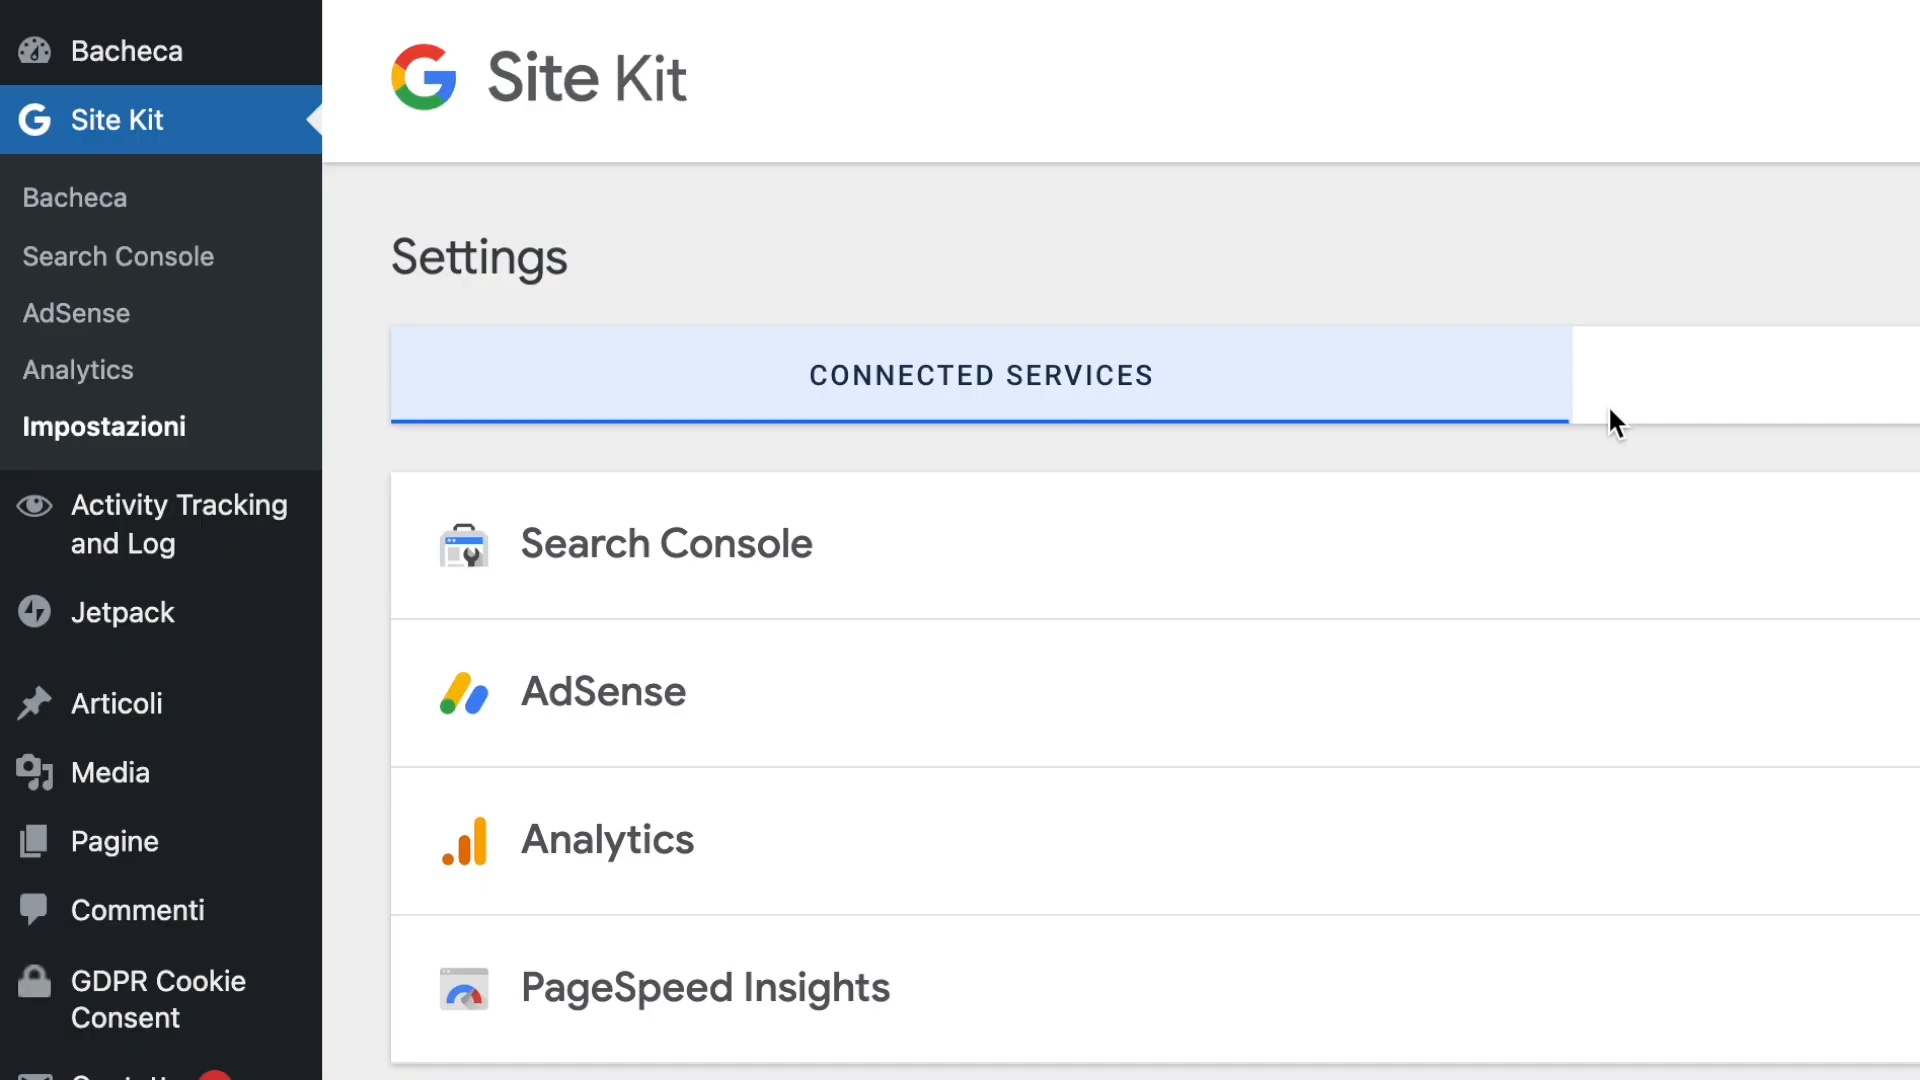 Bacheca
Site Kit
Bacheca
Search Console
AdSense
Analytics
Impostazioni
Activity Tracking
and Log
Jetpack
Articoli
Media
Pagine
Commenti
GDPR Cookie
Consent
Site Kit
Settings
CONNECTED SERVICES
Search Console
AdSense
Analytics
PageSpeed Insights